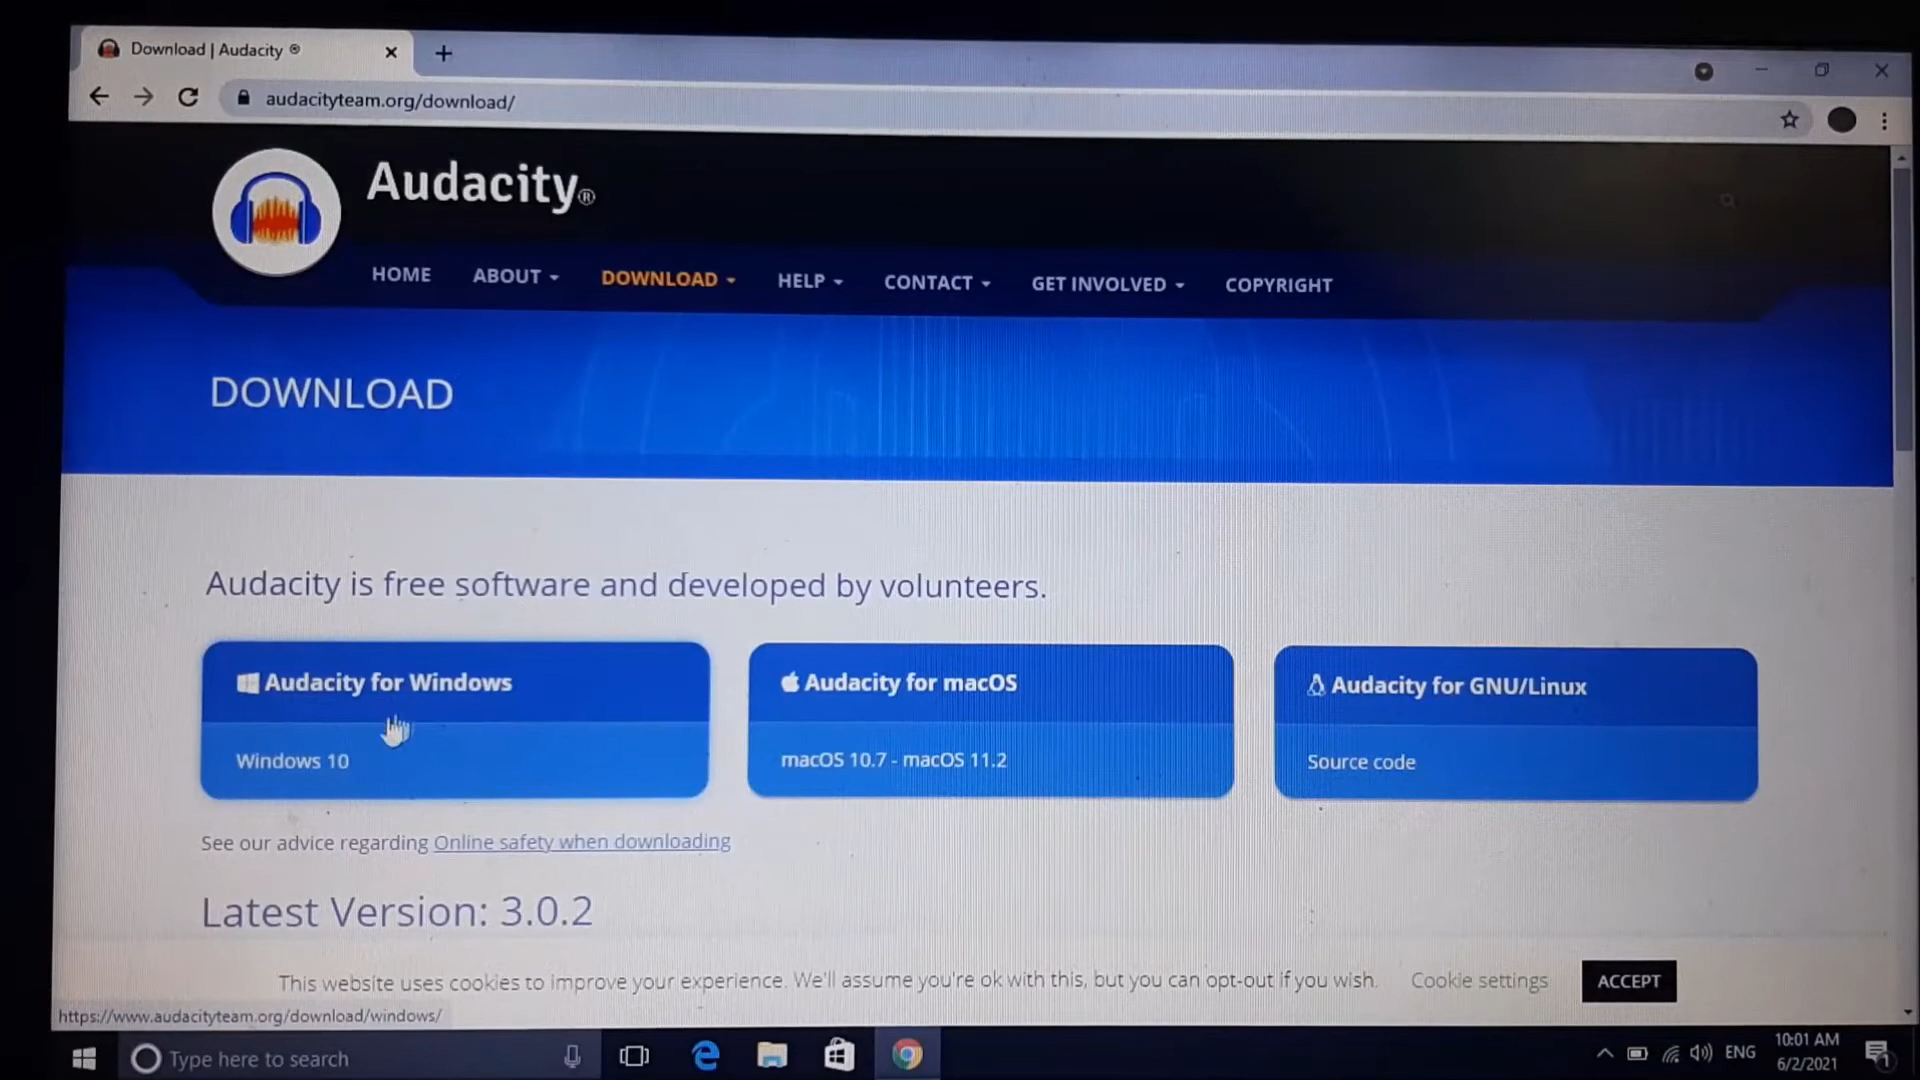 Download | Audacity ®
audacityteam.org/download/
Audacity®
HOME ABOUT DOWNLOAD HELP CONTACT GET INVOLVED COPYRIGHT
DOWNLOAD
Audacity is free software and developed by volunteers.
Audacity for Windows
Windows 10
Audacity for macOS
macOS 10.7 - macOS 11.2
Audacity for GNU/Linux
Source code
See our advice regarding Online safety when downloading
Latest Version: 3.0.2
This website uses cookies to improve your experience. We'll assume you're ok with this, but you can opt-out if you wish. Cookie settings ACCEPT
https://www.audacityteam.org/download/windows/
Type here to search
ENG
10:01 AM
6/2/2021
1